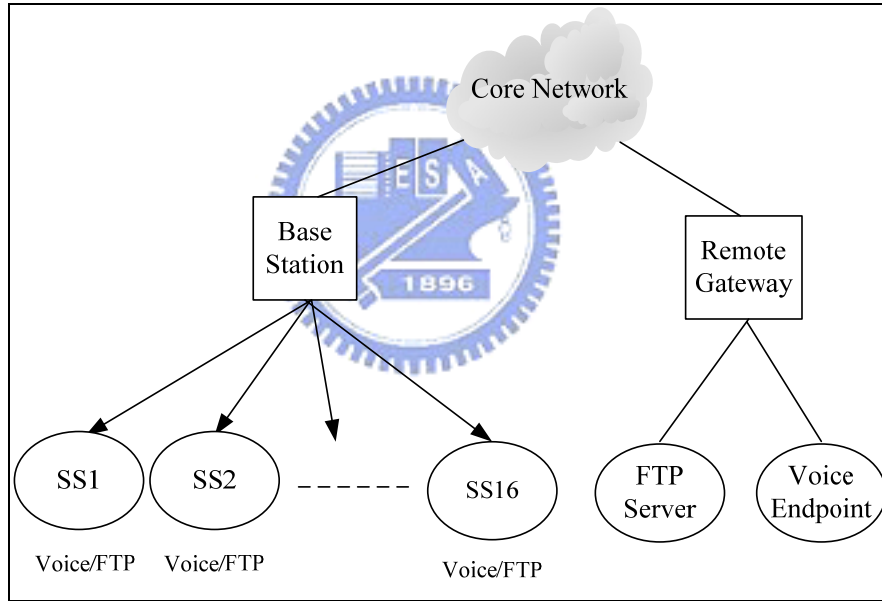 Core Network
E S A
1896
Base
Station
Remote
Gateway
SS1
SS2
SS16
FTP
Server
Voice
Endpoint
Voice/FTP
Voice/FTP
Voice/FTP